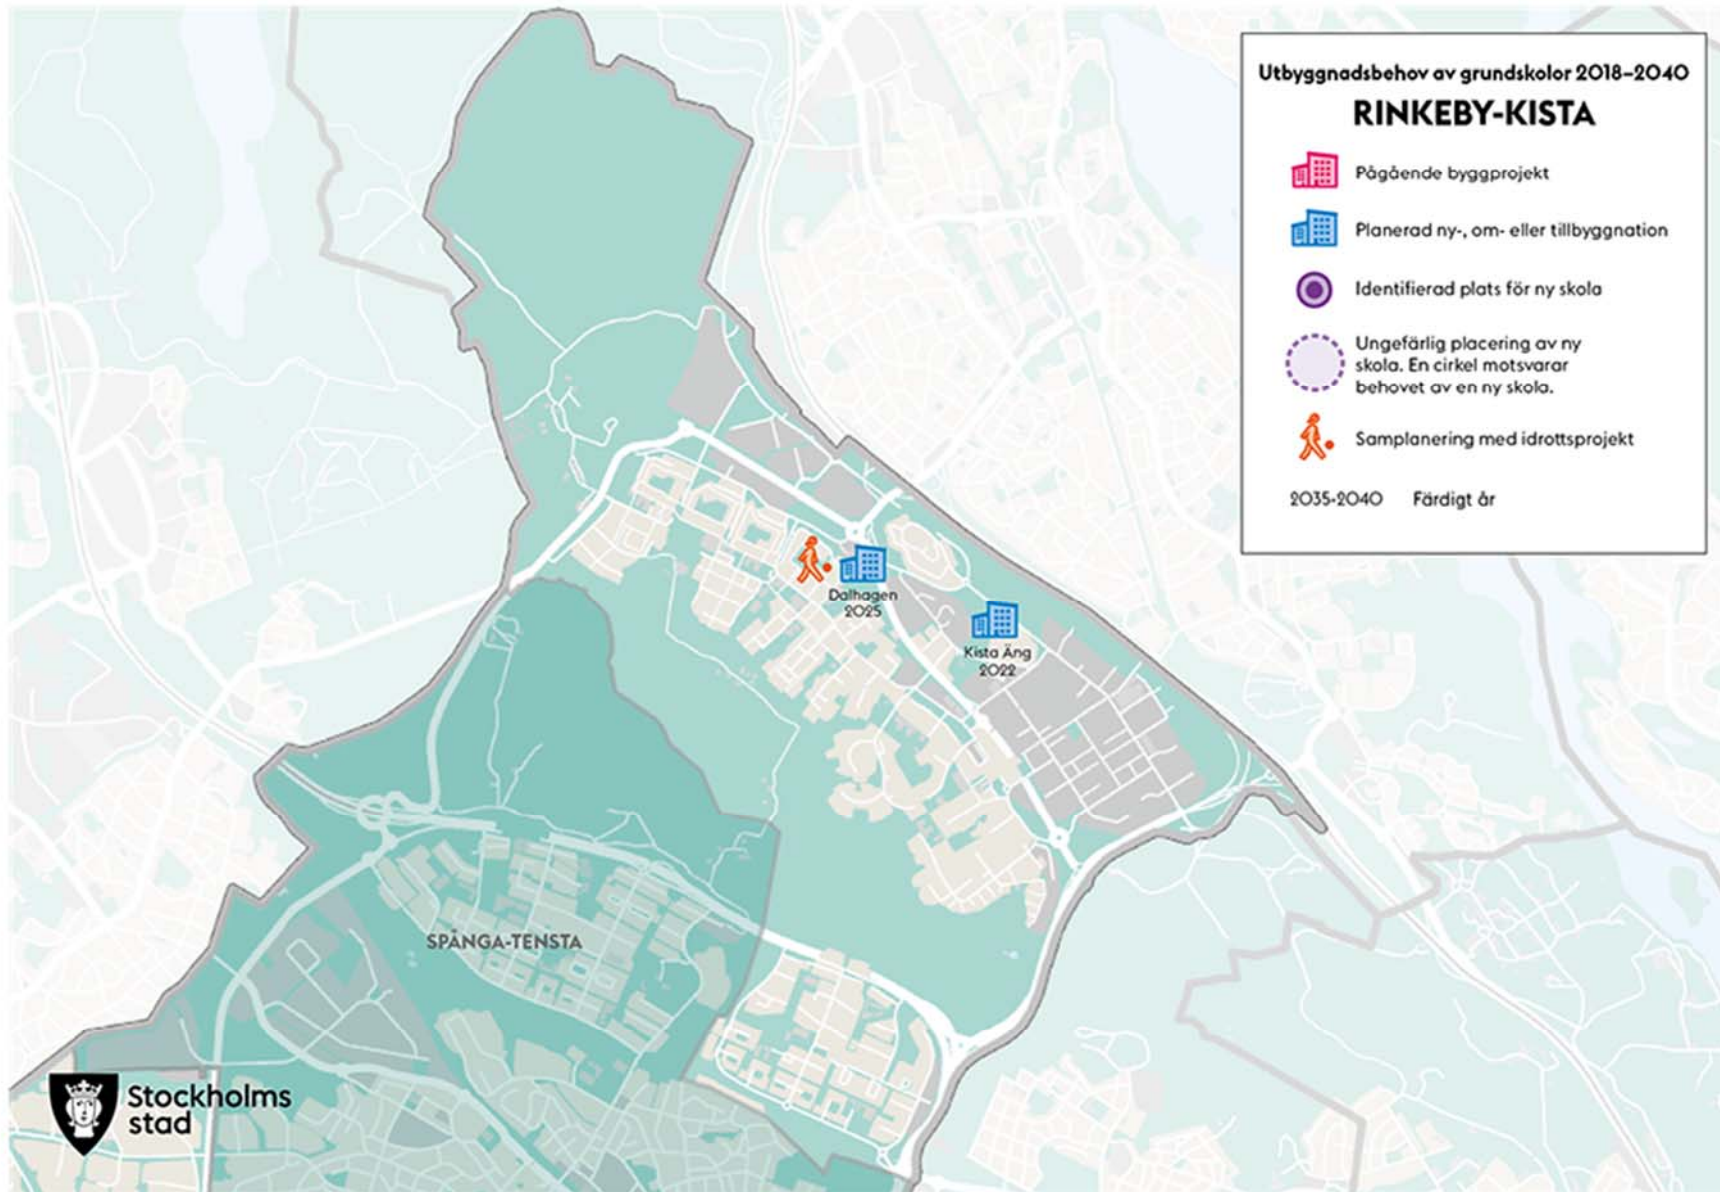 Utbyggnadsbehov av grundskolor 2018–2040
RINKEBY-KISTA
Pågående byggprojekt
Planerad ny-, om- eller tillbyggnation
Identifierad plats för ny skola
Ungefärlig placering av ny
skola. En cirkel motsvarar
behovet av en ny skola.
Samplanering med idrottsprojekt
2035-2040 Färdigt år
Dalhagen
2025
Kista Äng
2022
SPÅNGA-TENSTA
Stockholms
stad